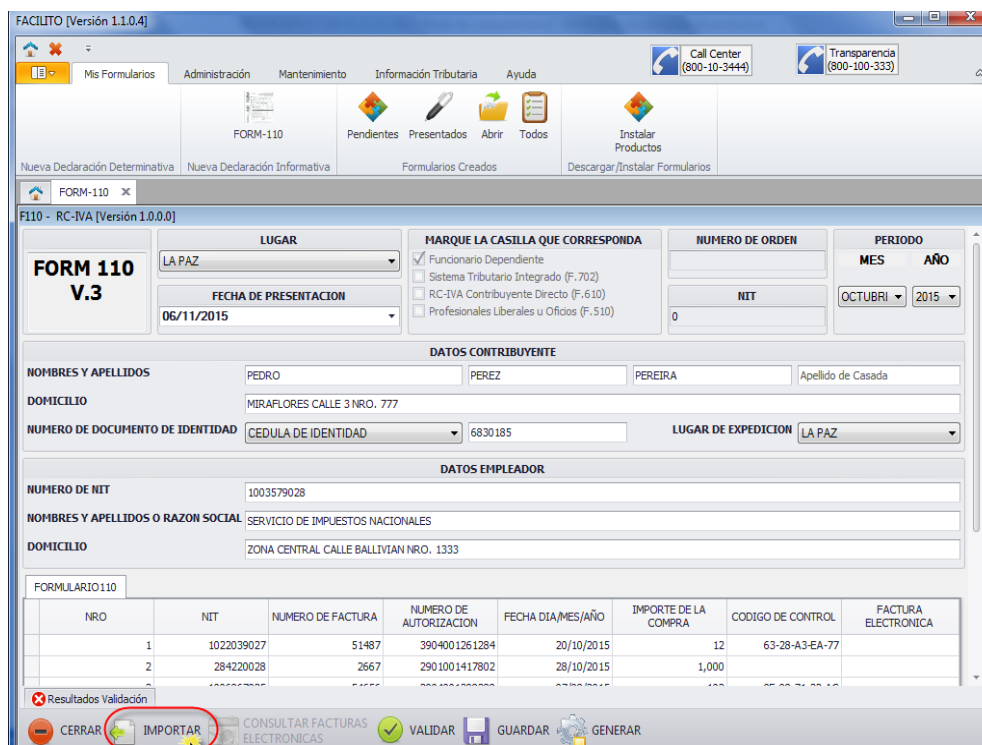 FACILITO [Versión 1.1.0.4]
Call Center
(800-10-3444)
Transparencia
(800-100-333)
Mis Formularios Administración Mantenimiento Información Tributaria Ayuda
FORM-110 Pendientes Presentados Abrir Todos Instalar
Productos
Nueva Declaración Determinativa Nueva Declaración Informativa Formularios Creados Descargar/Instalar Formularios
FORM-110
F110 - RC-IVA [Versión 1.0.0.0]
FORM 110
V.3
LUGAR
LA PAZ
FECHA DE PRESENTACION
06/11/2015
MARQUE LA CASILLA QUE CORRESPONDA
Funcionario Dependiente
Sistema Tributario Integrado (F.702)
RC-IVA Contribuyente Directo (F.610)
Profesionales Liberales u Oficios (F.510)
NUMERO DE ORDEN
NIT
0
PERIODO
MES AÑO
OCTUBRI 2015
DATOS CONTRIBUYENTE
NOMBRES Y APELLIDOS PEDRO PEREZ PEREIRA Apellido de Casada
DOMICILIO MIRAFLORES CALLE 3 NRO. 777
NUMERO DE DOCUMENTO DE IDENTIDAD CEDULA DE IDENTIDAD 6830185 LUGAR DE EXPEDICION LA PAZ
DATOS EMPLEADOR
NUMERO DE NIT 1003579028
NOMBRES Y APELLIDOS O RAZON SOCIAL SERVICIO DE IMPUESTOS NACIONALES
DOMICILIO ZONA CENTRAL CALLE BALLIVIAN NRO. 1333
FORMULARIO110
NRO NIT NUMERO DE FACTURA NUMERO DE AUTORIZACION FECHA DIA/MES/AÑO IMPORTE DE LA COMPRA CODIGO DE CONTROL FACTURA ELECTRONICA
1 1022039027 51487 3904001261284 20/10/2015 12 63-28-A3-EA-77
2 284220028 2667 2901001417802 28/10/2015 1,000
Resultados Validación
CERRAR IMPORTAR CONSULTAR FACTURAS
ELECTRONICAS VALIDAR GUARDAR GENERAR